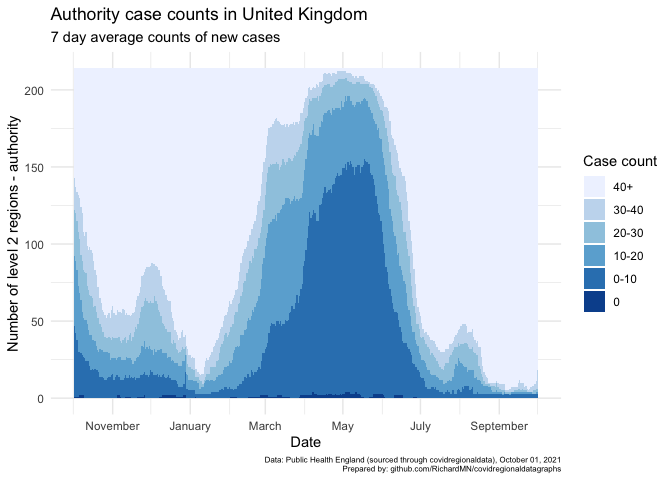 Authority case counts in United Kingdom
7 day average counts of new cases
Number of level 2 regions - authority
200
150
100
50
0
November January March May July September
Date
Case count
40+
30-40
20-30
10-20
0-10
0
Data: Public Health England (sourced through covidregionaldata), October 01, 2021
Prepared by: github.com/RichardMN/covidregionaldatagraphs